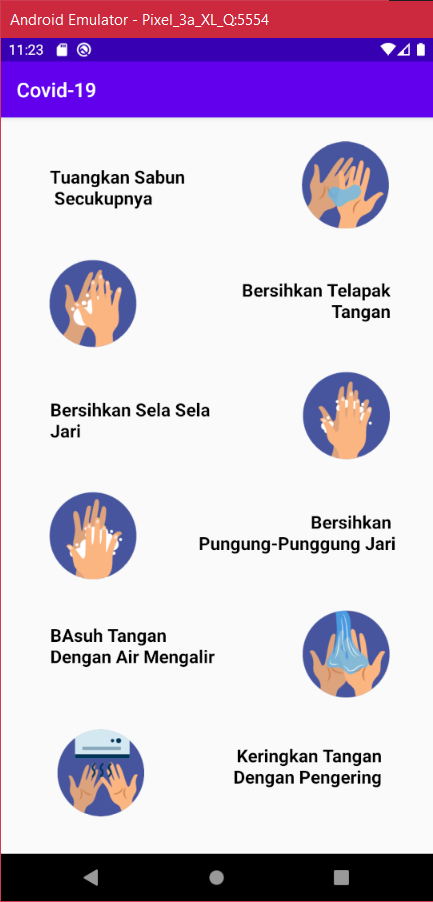 Android Emulator - Pixel_3a_XL_Q:5554
11:23
Covid-19
Tuangkan Sabun
Secukupnya
Bersihkan Telapak
Tangan
Bersihkan Sela Sela
Jari
Bersihkan
Pungung-Punggung Jari
BAsuh Tangan
Dengan Air Mengalir
Keringkan Tangan
Dengan Pengering